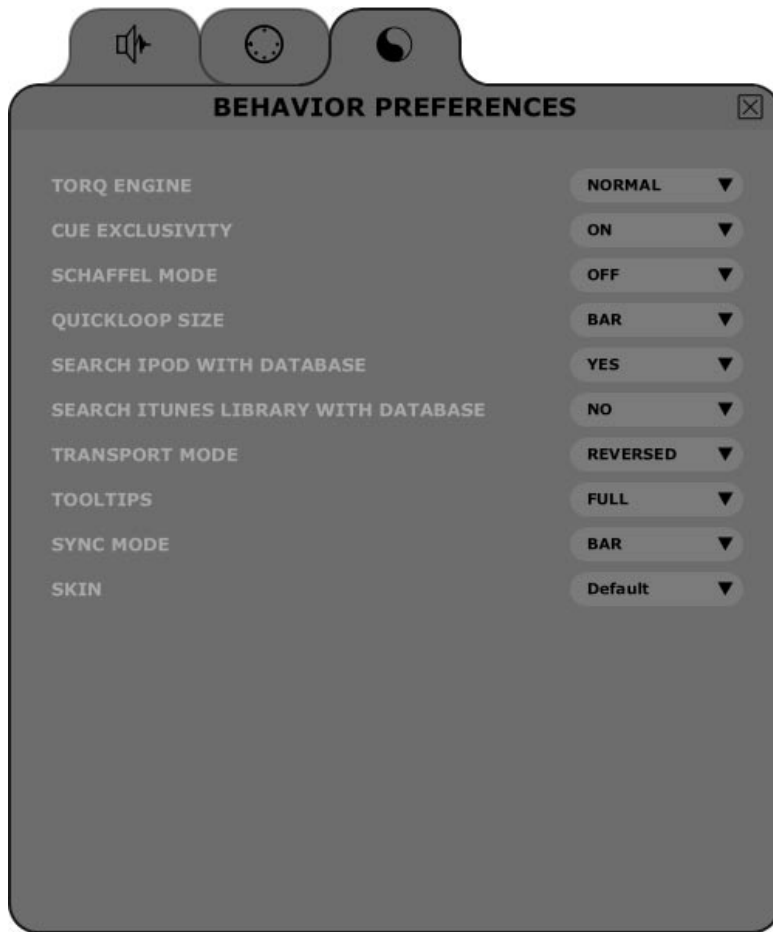 BEHAVIOR PREFERENCES
TORQ ENGINE NORMAL
CUE EXCLUSIVITY ON
SCHAFFEL MODE OFF
QUICKLOOP SIZE BAR
SEARCH IPOD WITH DATABASE YES
SEARCH ITUNES LIBRARY WITH DATABASE NO
TRANSPORT MODE REVERSED
TOOLTIPS FULL
SYNC MODE BAR
SKIN Default